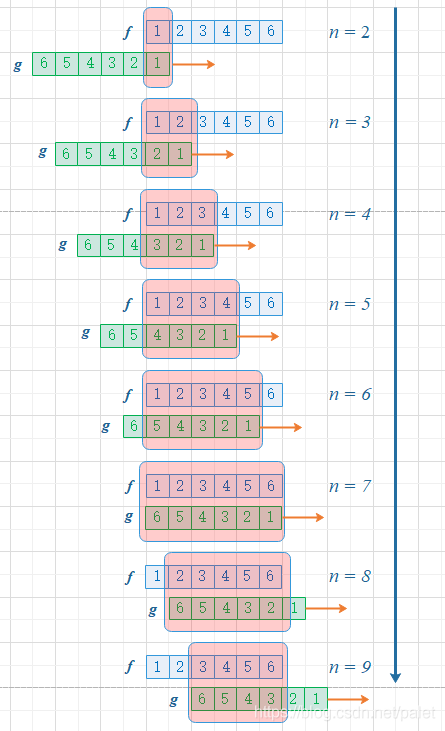 f 1 2 3 4 5 6 n = 2
g 6 5 4 3 2 1
f 1 2 3 4 5 6 n = 3
g 6 5 4 3 2 1
f 1 2 3 4 5 6 n = 4
g 6 5 4 3 2 1
f 1 2 3 4 5 6 n = 5
g 6 5 4 3 2 1
f 1 2 3 4 5 6 n = 6
g 6 5 4 3 2 1
f 1 2 3 4 5 6 n = 7
g 6 5 4 3 2 1
f 1 2 3 4 5 6 n = 8
g 6 5 4 3 2 1
f 1 2 3 4 5 6 n = 9
g 6 5 4 3 2 1
https://blog.csdn.net/palet